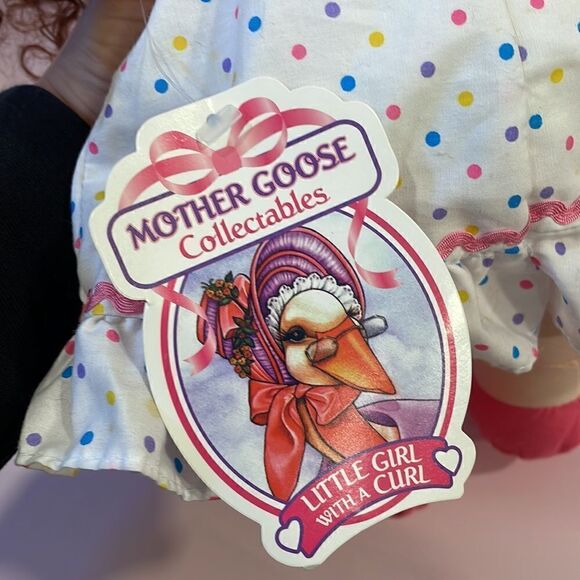 MOTHER GOOSE
Collectables
LITTLE GIRL
WITH A CURL